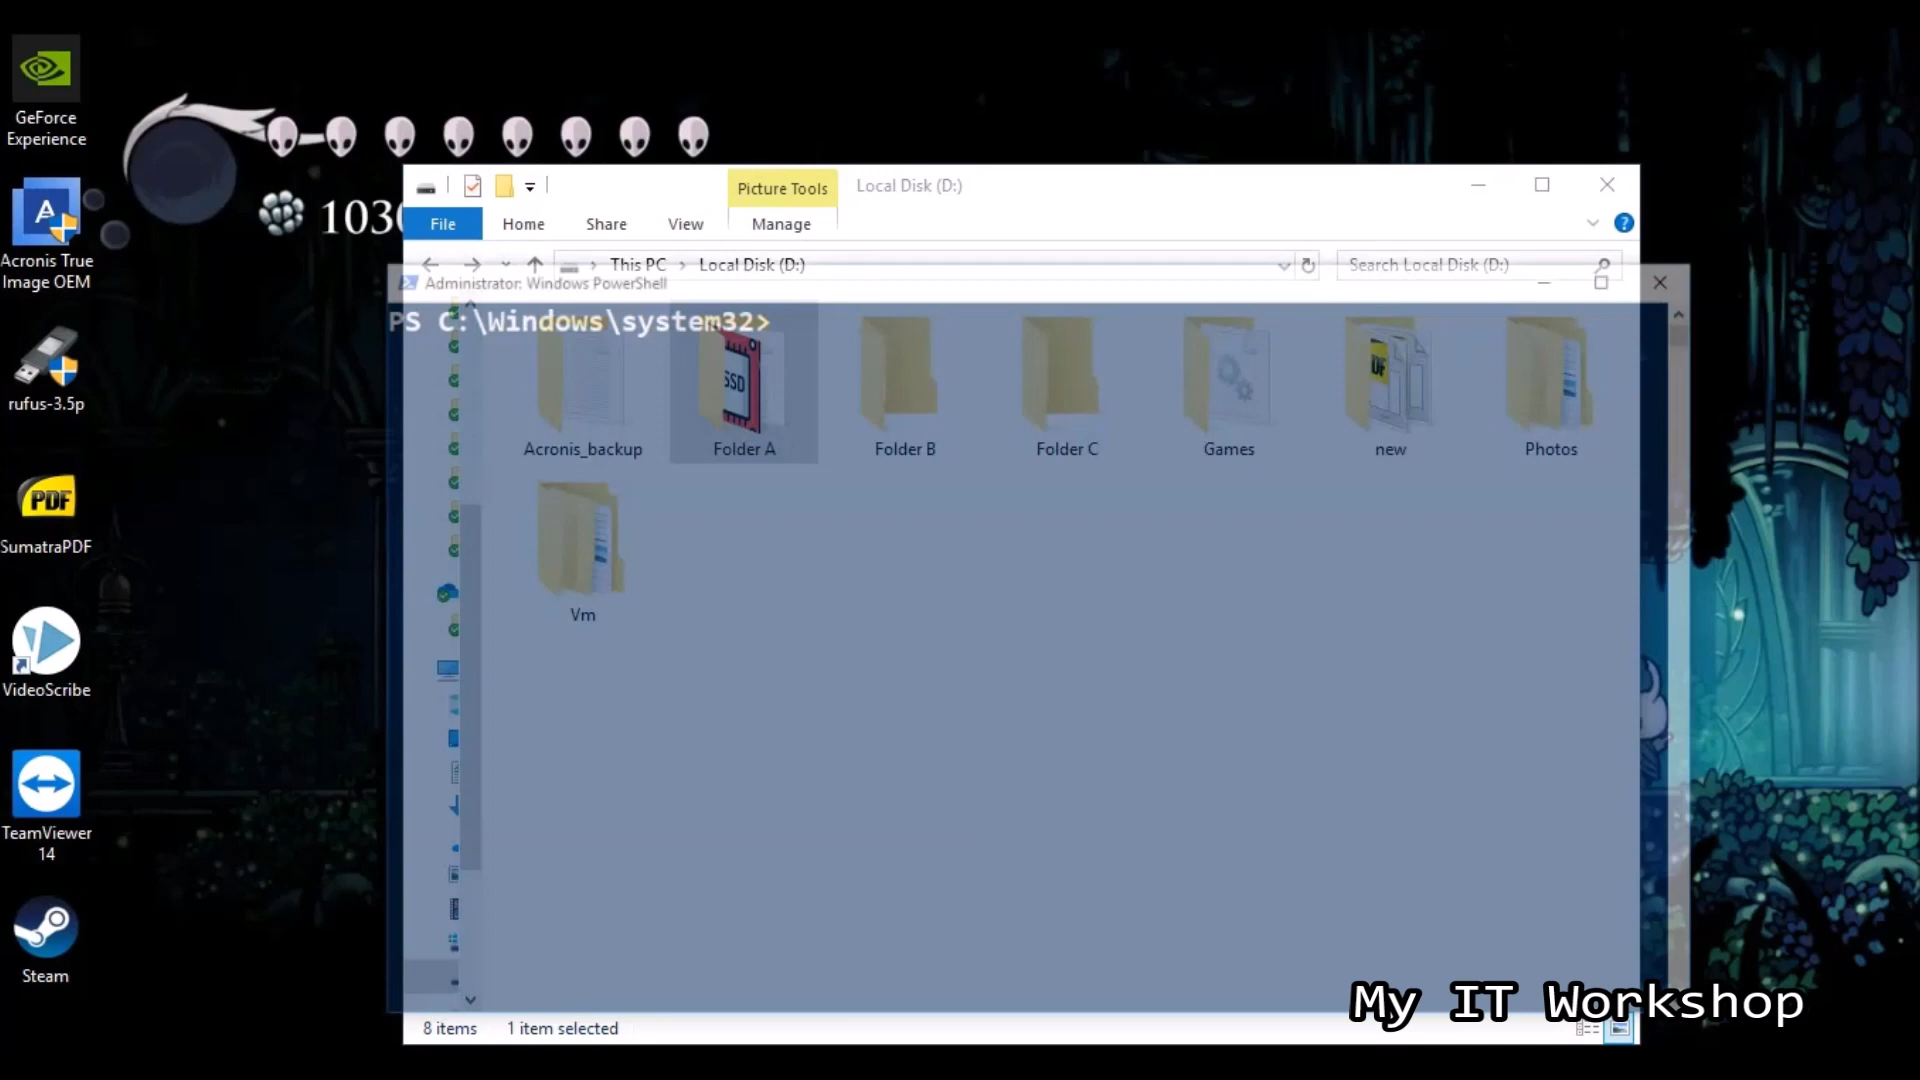 GeForce
Experience
Acronis True
Image OEM
rufus-3.5p
PDF
SumatraPDF
VideoScribe
TeamViewer
14
Steam
Picture Tools
Local Disk (D:)
File
Home
Share
View
Manage
This PC
Local Disk (D:)
Search Local Disk (D:)
Administrator: Windows PowerShell
PS C:\Windows\system32>
SSD
Acronis_backup
Folder A
Folder B
Folder C
Games
new
Photos
Vm
8 items
1 item selected
My IT Workshop